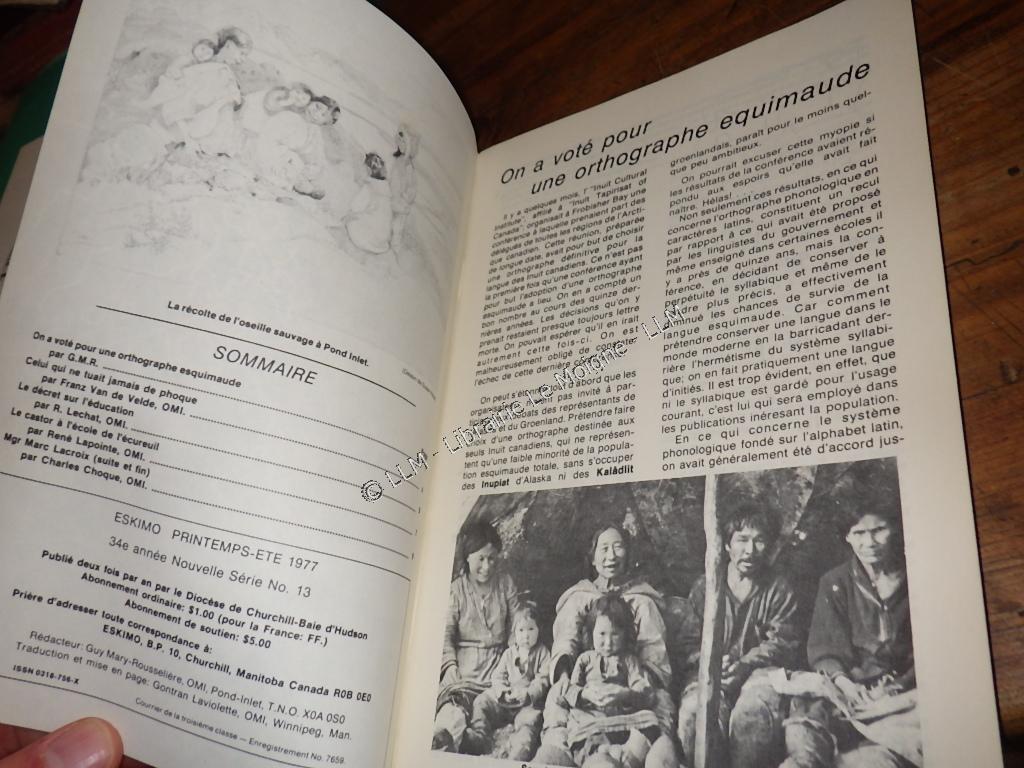 La récolte de l'oseille sauvage à Pond Inlet.
SOMMAIRE
On a voté pour une orthographe esquimaude
par G.M.R.
Celui qui ne tuait jamais de phoque
par Franz Van de Velde, OMI.
Le décret sur l'éducation
par R. Lechat, OMI.
Le castor à l'école de l'écureuil
par René Lapointe, OMI.
Mgr Marc Lacroix (suite et fin)
par Charles Choque, OMI.
ESKIMO PRINTEMPS-ETE 1977
34e année Nouvelle Série No. 13
Publié deux fois par an par le Diocèse de Churchill-Baie d'Hudson
Abonnement ordinaire: $1.00 (pour la France: FF.)
Abonnement de soutien: $5.00
Prière d'adresser toute correspondance à:
ESKIMO, B.P. 10, Churchill, Manitoba Canada R0B 0E0
Rédacteur: Guy Mary-Rousselière, OMI, Pond-Inlet, T.N.O. X0A 0S0
Traduction et mise en page: Gontran Laviolette, OMI, Winnipeg, Man.
ISSN 0318-756-X
Courrier de la troisième classe — Enregistrement No. 7659.
On a voté pour
une orthographe equimaude
Il y a quelques mois, l' "Inuit Cultural
Institute", affilié à "Inuit Tapirisat of
Canada", organisait à Frobisher Bay une
conférence à laquelle prenaient part des
délégués de toutes les régions de l'Arcti-
que canadien. Cette réunion, préparée
de longue date, avait pour but de choisir
une orthographe définitive pour la
langue des Inuit canadiens. Ce n'est pas
la première fois qu'une conférence ayant
pour but l'adoption d'une orthographe
esquimaude a lieu. On en a compté un
bon nombre au cours des quinze der-
nières années. Les décisions qu'on y
prenait restaient presque toujours lettre
morte. On pouvait espérer qu'il en irait
autrement cette fois-ci. On est
malheureusement obligé de constater
l'échec de cette dernière
On peut s'étonner d'abord que les
organisateurs n'aient pas invité à par-
des représentants de
et du Groenland. Prétendre faire
choix d'une orthographe destinée aux
seuls Inuit canadiens, qui ne représen-
tent qu'une faible minorité de la popula-
tion esquimaude totale, sans s'occuper
des Inupiat d'Alaska ni des Kalâdlit
groenlandais, paraît pour le moins quel-
que peu ambitieux.
On pourrait excuser cette myopie si
les résultats de la conférence avaient ré-
pondu aux espoirs qu'elle avait fait
naître. Hélas!
Non seulement ces résultats, en ce qui
concerne l'orthographe phonologique en
caractères latins, constituent un recul
par rapport à ce qui avait été proposé
par les linguistes du gouvernement et
même enseigné dans certaines écoles il
y a près de quinze ans, mais la con-
férence, en décidant de conserver à
perpétuité le syllabique et même de le
rendre plus précis, a effectivement
diminué les chances de survie de la
langue esquimaude. Car comment
prétendre conserver une langue dans le
monde moderne en la barricadant der-
rière l'hermétisme du système syllabi-
que; on en fait pratiquement une langue
d'initiés. Il est trop évident, en effet, que
si le syllabique est gardé pour l'usage
courant, c'est lui qui sera employé dans
les publications intéresant la population.
En ce qui concerne le système
phonologique fondé sur l'alphabet latin,
on avait généralement été d'accord jus-
© LLM - Librairie Le Moigne - LLM